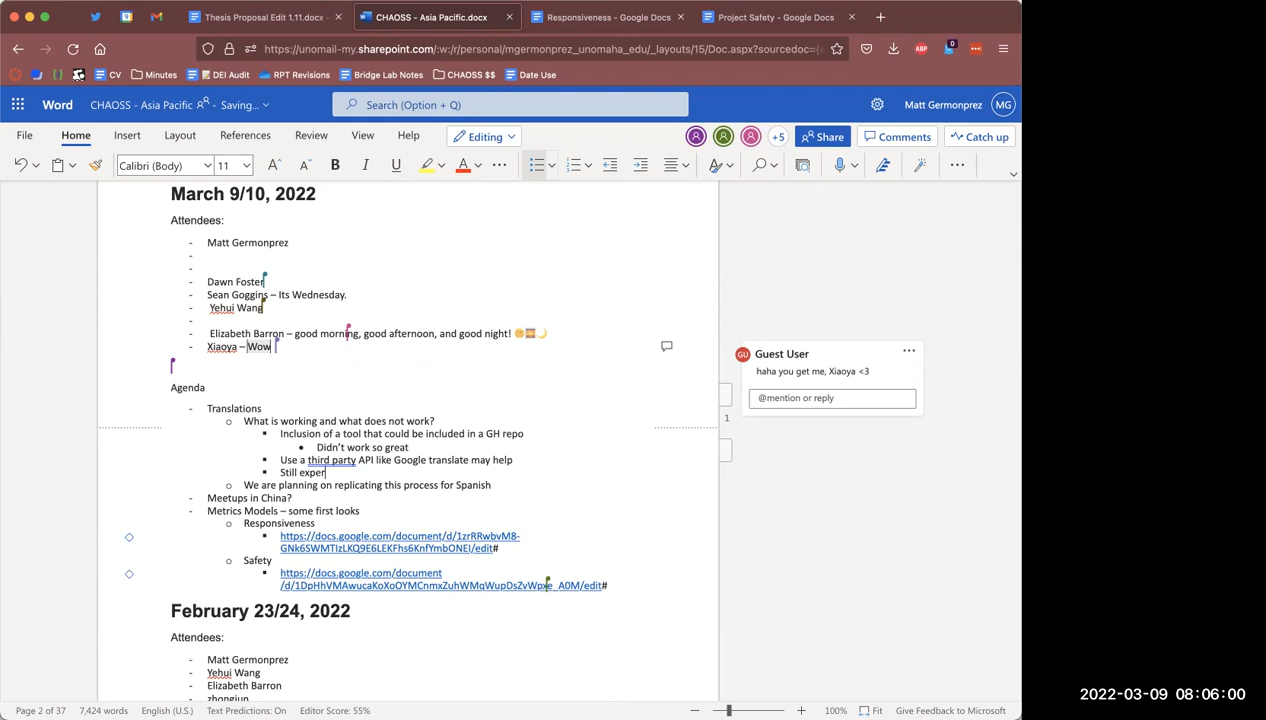 Thesis Proposal Edit 1.11.docx -
CHAOSS - Asia Pacific.docx
Responsiveness - Google Docs
Project Safety - Google Docs
https://unomail-my.sharepoint.com/:w:/r/personal/mgermonprez_unomaha_edu/_layouts/15/Doc.aspx?sourcedoc={
ABP
0
CV
Minutes
DEI Audit
RPT Revisions
Bridge Lab Notes
CHAOSS $$
Date Use
Word
CHAOSS - Asia Pacific - Saving...
Search (Option + Q)
Matt Germonprez
MG
File
Home
Insert
Layout
References
Review
View
Help
Editing
+5
Share
Comments
Catch up
Calibri (Body)
11
March 9/10, 2022
Attendees:
- Matt Germonprez
-
-
- Dawn Foster
- Sean Goggins – Its Wednesday.
- Yehui Wang
-
- Elizabeth Barron – good morning, good afternoon, and good night! 🌝🌅🌙
- Xiaoya – Wow
GU Guest User
haha you get me, Xiaoya <3
@mention or reply
Agenda
- Translations
o What is working and what does not work?
▪ Inclusion of a tool that could be included in a GH repo
• Didn't work so great
1
▪ Use a third party API like Google translate may help
▪ Still exper
o We are planning on replicating this process for Spanish
- Meetups in China?
- Metrics Models – some first looks
o Responsiveness
▪ https://docs.google.com/document/d/1zrRRwbvM8-
GNk6SWMTIzLKQ9E6LEKFhs6KnfYmbONEI/edit#
o Safety
▪ https://docs.google.com/document
/d/1DpHhVMAwucaKoXoOYMCnmxZuhWMqWupDsZvWpxe_A0M/edit#
February 23/24, 2022
Attendees:
- Matt Germonprez
- Yehui Wang
- Elizabeth Barron
- zhongjun
Page 2 of 37
7,424 words
English (U.S.)
Text Predictions: On
Editor Score: 55%
100%
Fit
Give Feedback to Microsoft
2022-03-09 08:06:00